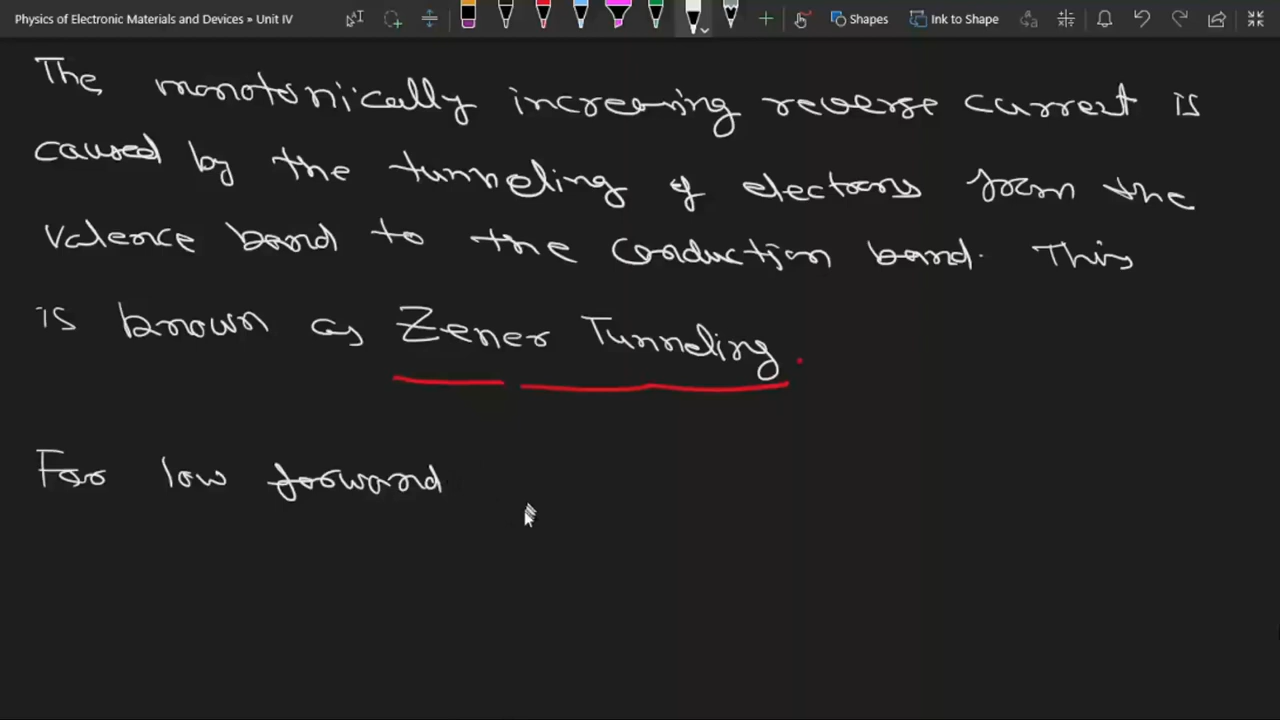 Physics of Electronic Materials and Devices » Unit IV
Shapes
Ink to Shape
The monotonically increasing reverse current is
caused by the tunneling of electrons from the
valence band to the conduction band. This
is known as Zener Tunneling.
For low forward